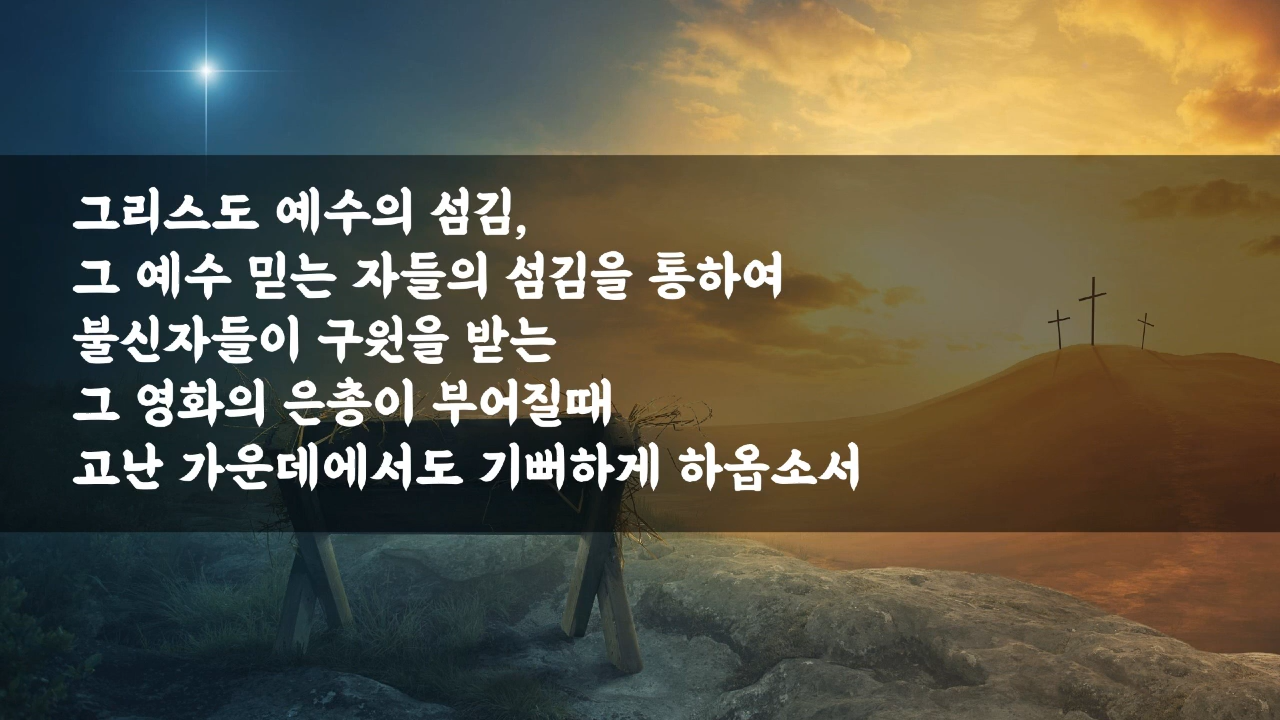 그리스도 예수의 섬김,
그 예수 믿는 자들의 섬김을 통하여
불신자들이 구원을 받는
그 영화의 은총이 부어질때
고난 가운데에서도 기뻐하게 하옵소서